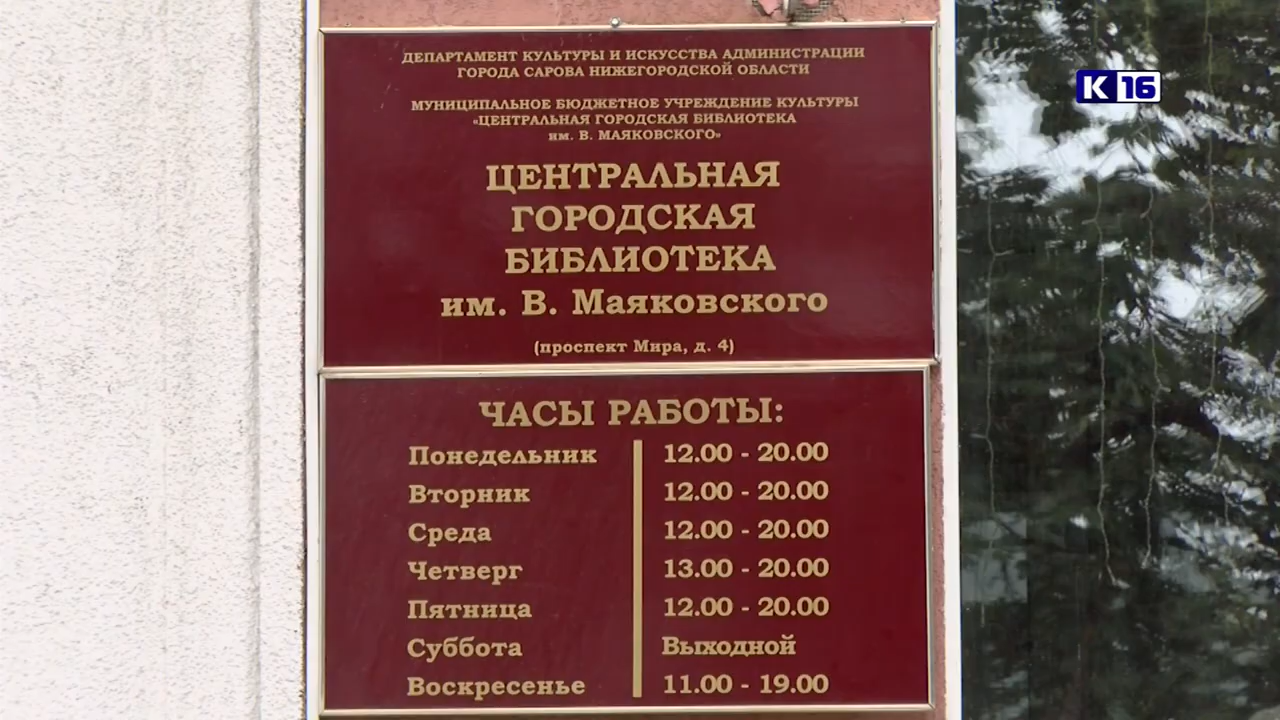 ДЕПАРТАМЕНТ КУЛЬТУРЫ И ИСКУССТВА АДМИНИСТРАЦИИ
ГОРОДА САРОВА НИЖЕГОРОДСКОЙ ОБЛАСТИ
МУНИЦИПАЛЬНОЕ БЮДЖЕТНОЕ УЧРЕЖДЕНИЕ КУЛЬТУРЫ
«ЦЕНТРАЛЬНАЯ ГОРОДСКАЯ БИБЛИОТЕКА
им. В. МАЯКОВСКОГО»
ЦЕНТРАЛЬНАЯ
ГОРОДСКАЯ
БИБЛИОТЕКА
им. В. Маяковского
(проспект Мира, д. 4)
ЧАСЫ РАБОТЫ:
Понедельник 12.00 - 20.00
Вторник 12.00 - 20.00
Среда 12.00 - 20.00
Четверг 13.00 - 20.00
Пятница 12.00 - 20.00
Суббота Выходной
Воскресенье 11.00 - 19.00
К 16